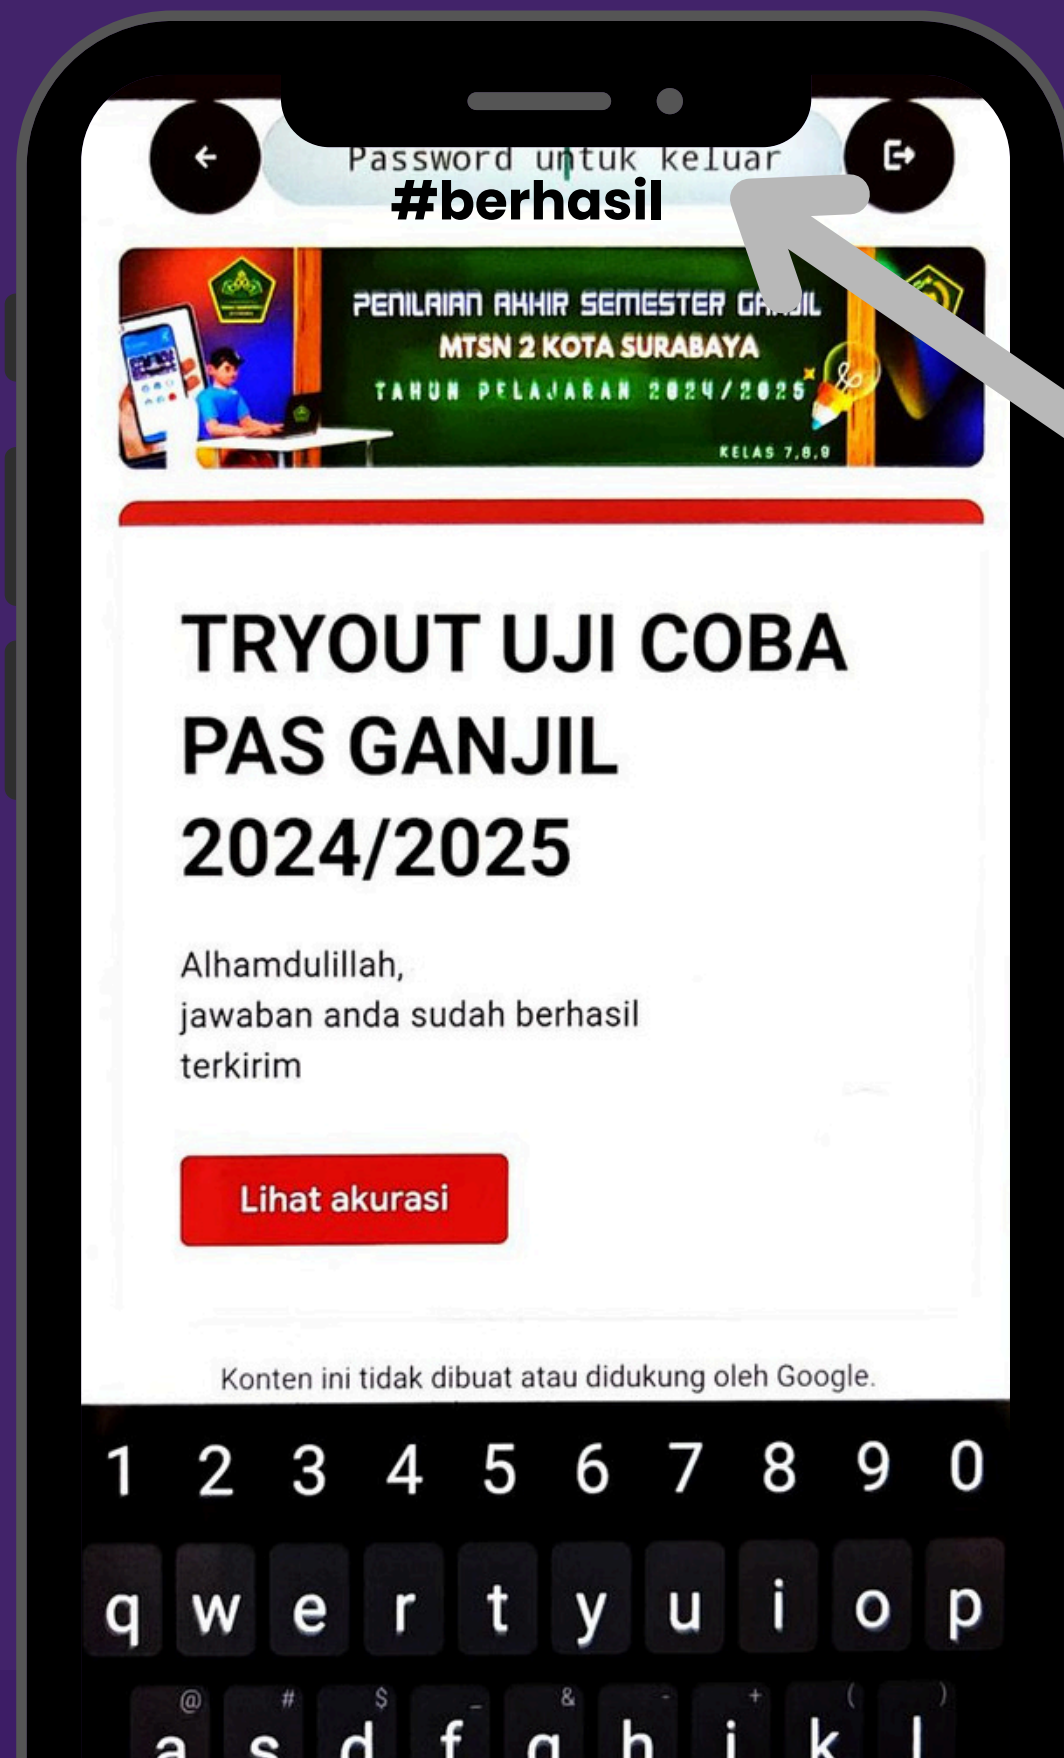 Password untuk keluar
#berhasil
PENILAIAN AKHIR SEMESTER GANJIL
MTSN 2 KOTA SURABAYA
TAHUN PELAJARAN 2024/2025
KELAS 7,8,9
TRYOUT UJI COBA
PAS GANJIL
2024/2025
Alhamdulillah,
jawaban anda sudah berhasil
terkirim
Lihat akurasi
Konten ini tidak dibuat atau didukung oleh Google.
1 2 3 4 5 6 7 8 9 0
q w e r t y u i o p
@ # $ _ & - + ( )
a s d f g h j k l